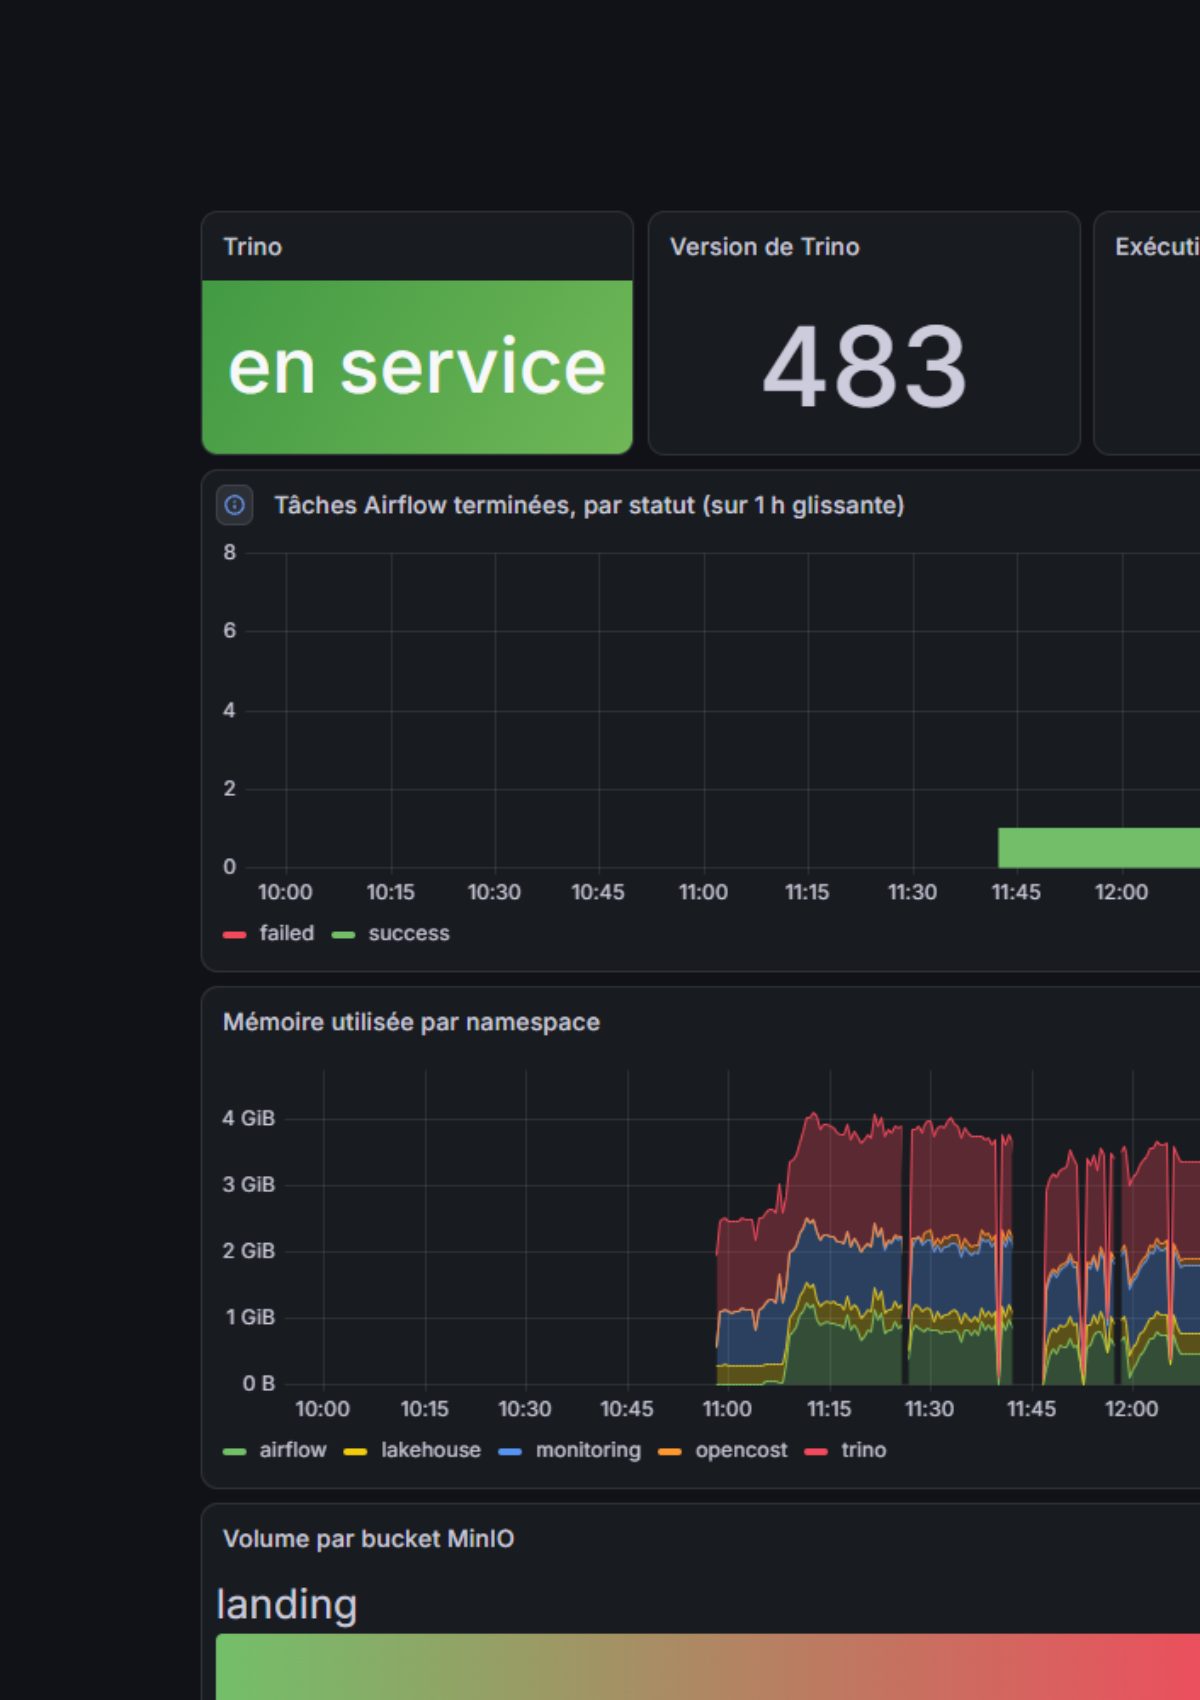 Trino
Version de Trino
Exécuti
en service
483
Tâches Airflow terminées, par statut (sur 1 h glissante)
8
6
4
2
0
10:00 10:15 10:30 10:45 11:00 11:15 11:30 11:45 12:00
failed success
Mémoire utilisée par namespace
4 GiB
3 GiB
2 GiB
1 GiB
0 B
10:00 10:15 10:30 10:45 11:00 11:15 11:30 11:45 12:00
airflow lakehouse monitoring opencost trino
Volume par bucket MinIO
landing